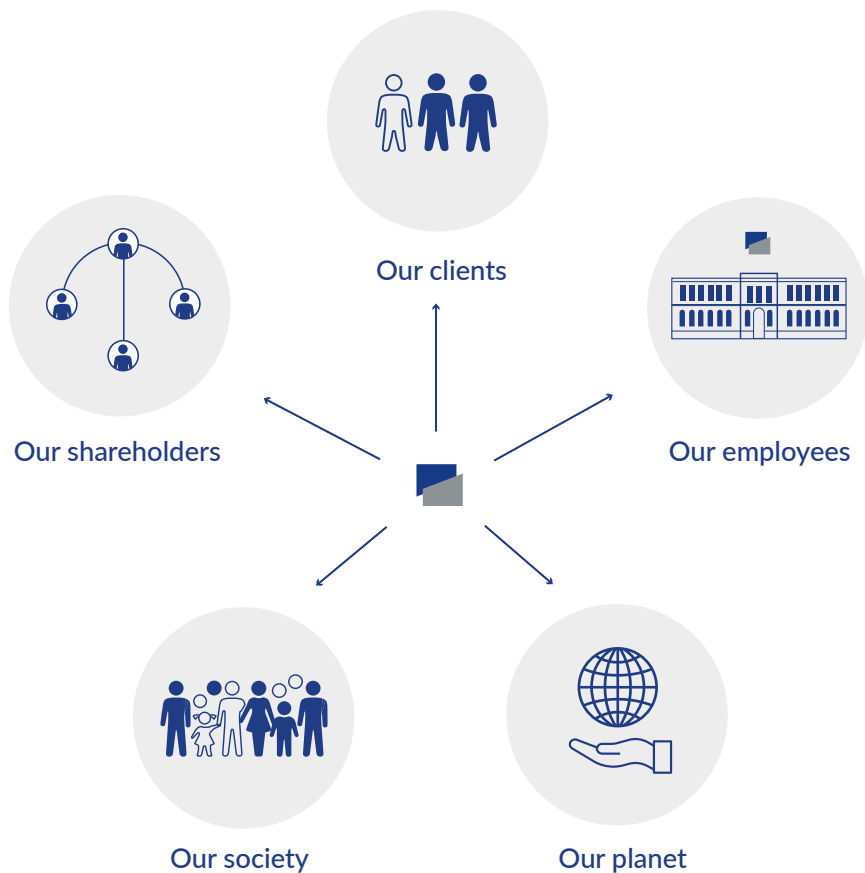 Our clients
Our shareholders
Our employees
Our society
Our planet